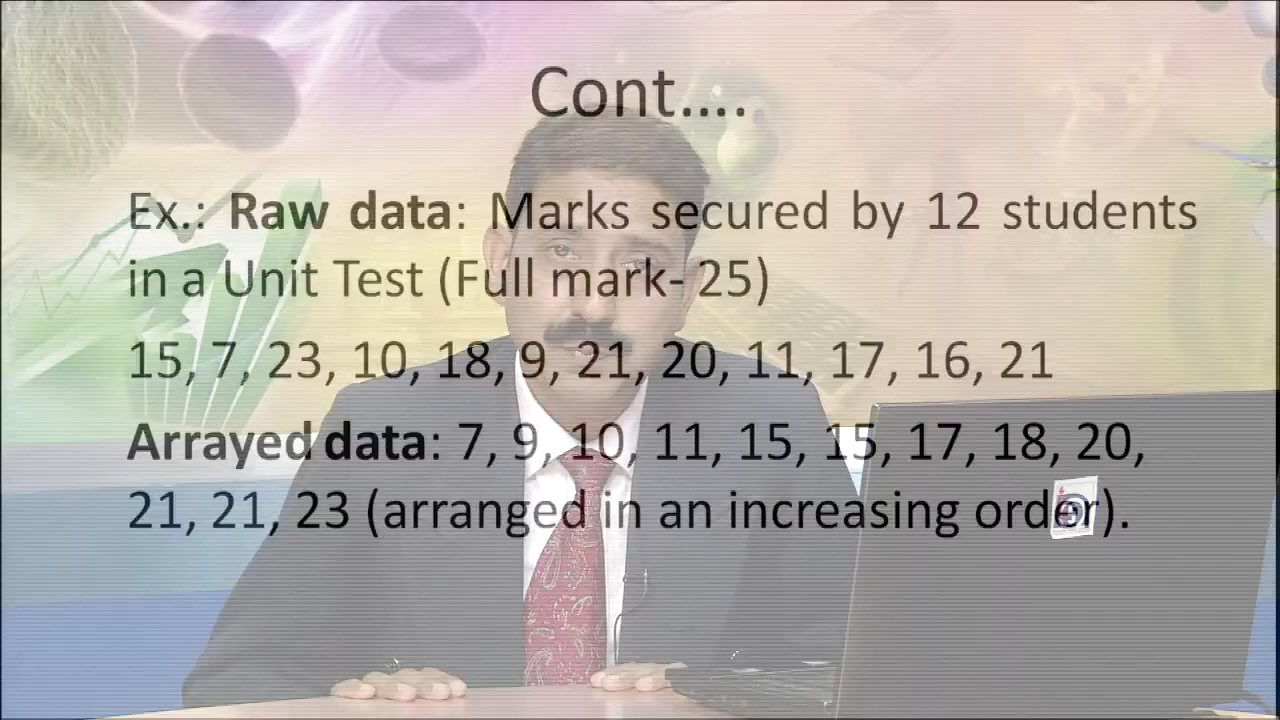 Cont....
Ex.: Raw data: Marks secured by 12 students
in a Unit Test (Full mark- 25)
15, 7, 23, 10, 18, 9, 21, 20, 11, 17, 16, 21
Arrayed data: 7, 9, 10, 11, 15, 15, 17, 18, 20,
21, 21, 23 (arranged in an increasing order).